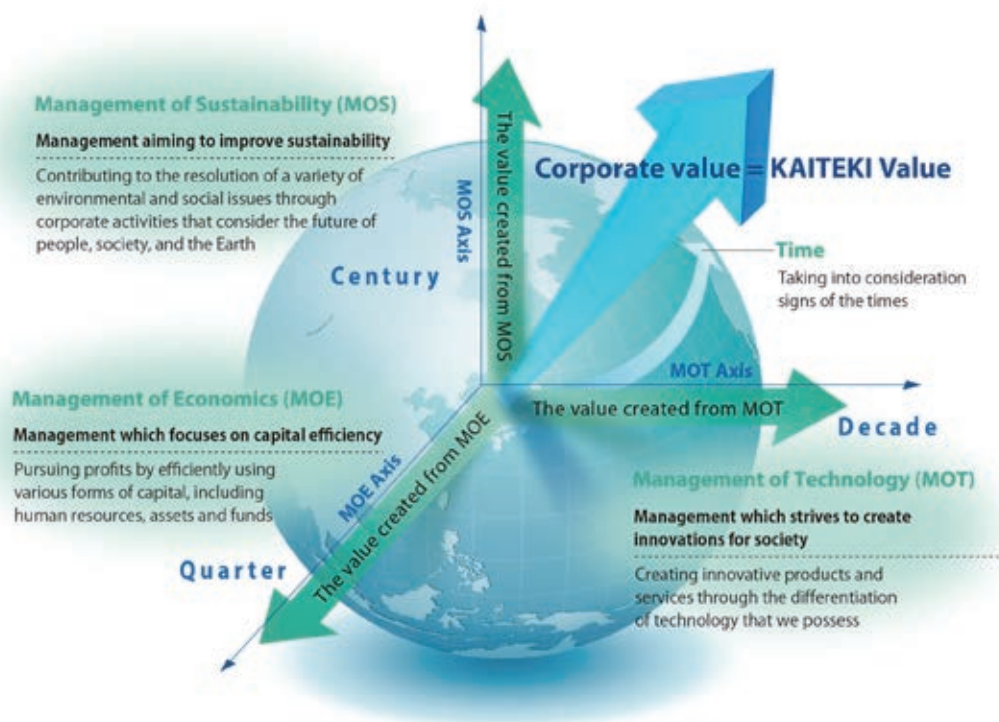 Management of Sustainability (MOS)
Management aiming to improve sustainability
Contributing to the resolution of a variety of
environmental and social issues through
corporate activities that consider the future of
people, society, and the Earth
Century
MOS Axis
The value created from MOS
Corporate value = KAITEKI Value
Time
Taking into consideration
signs of the times
MOT Axis
The value created from MOT
Decade
Management of Economics (MOE)
Management which focuses on capital efficiency
Pursuing profits by efficiently using
various forms of capital, including
human resources, assets and funds
MOE Axis
The value created from MOE
Quarter
Management of Technology (MOT)
Management which strives to create
innovations for society
Creating innovative products and
services through the differentiation
of technology that we possess